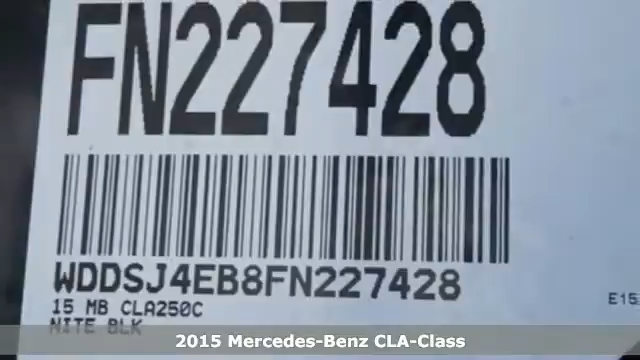 FN227428
WDDSJ4EB8FN227428
15 MB CLA250C
E15
NITE BLK
2015 Mercedes-Benz CLA-Class